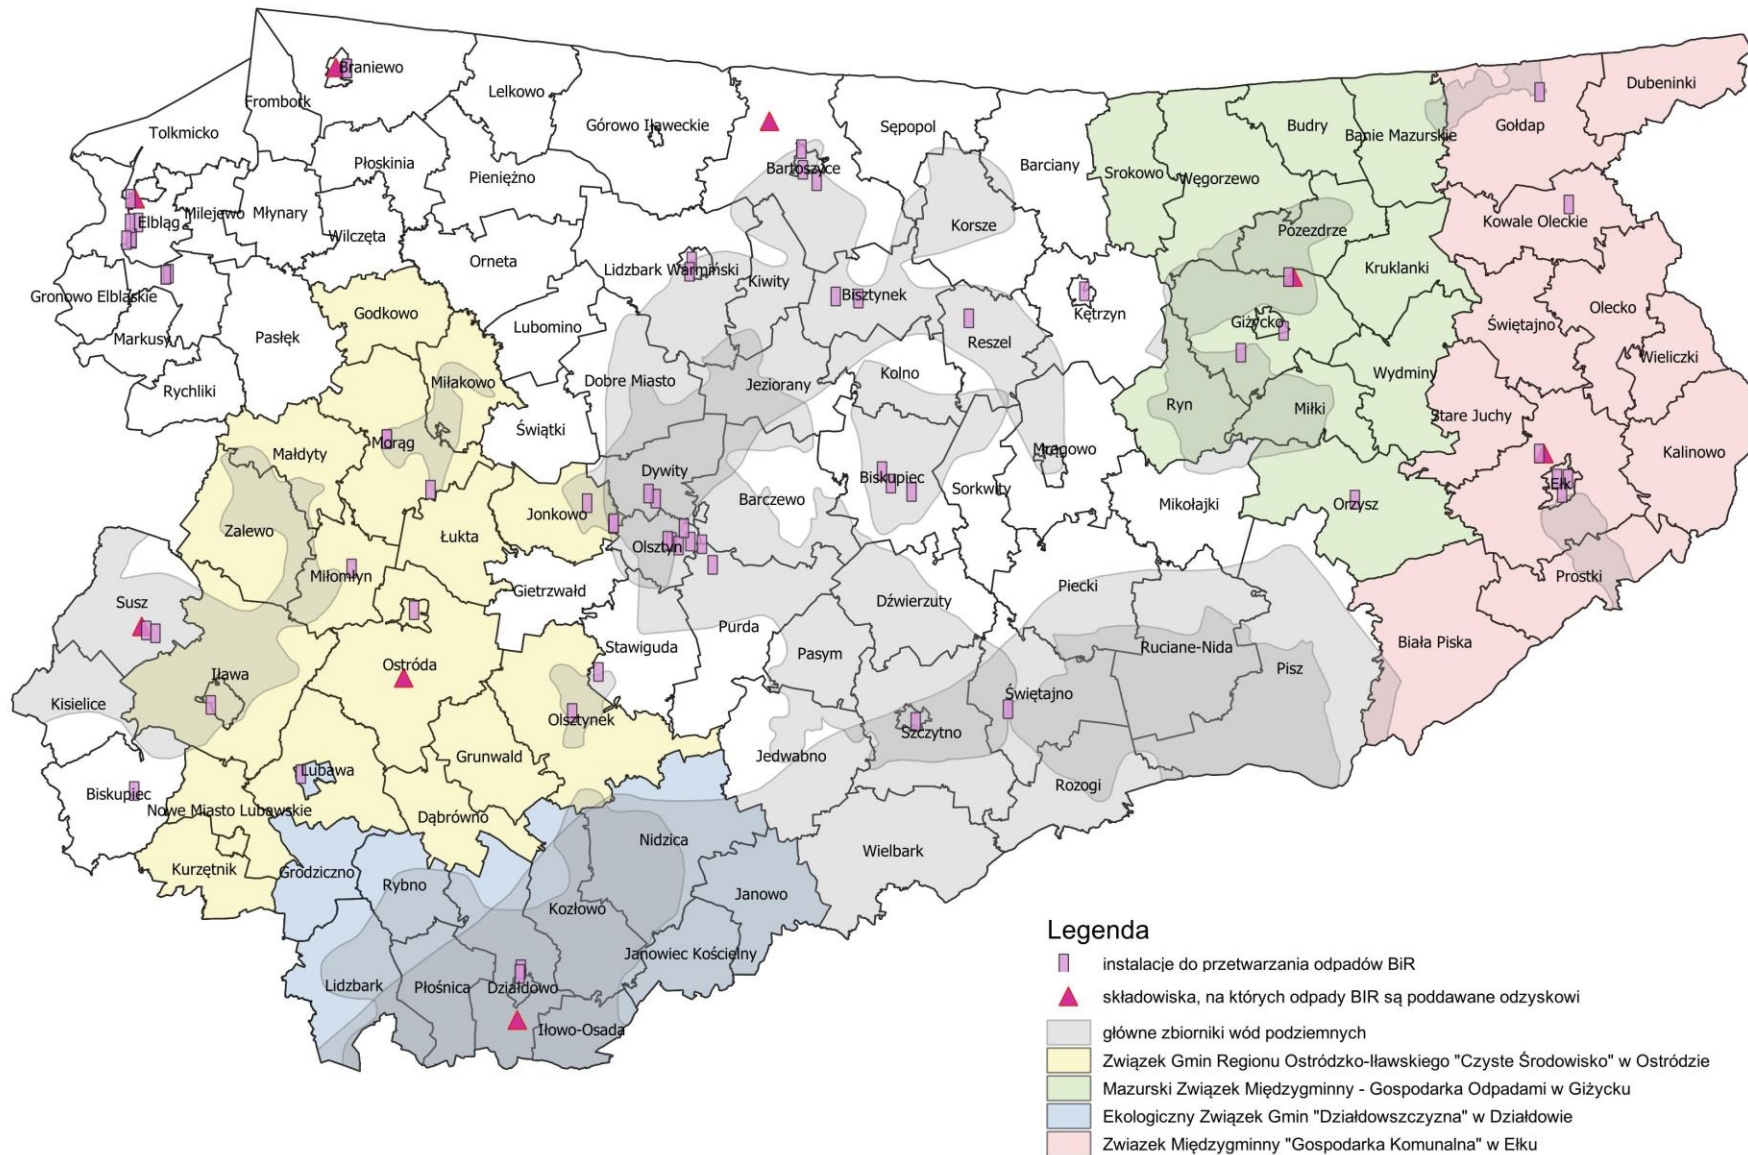 Braniewo
Dubeninki
Lelkowo
Frombork
Górowo Iławeckie
Sępopol
Budry
Gołdap
Tolkmicko
Banie Mazurskie
Płoskinia
Barciany
Bartoszyce
Srokowo
Węgorzewo
Pieniężno
Milejewo
Młynary
Elbląg
Kowale Oleckie
Korsze
Pozezdrze
Wilczęta
Orneta
Lidzbark Warmiński
Kiwity
Kruklanki
Gronowo Elbląskie
Bisztynek
Olecko
Godkowo
Kętrzyn
Giżycko
Świętajno
Lubomino
Markusy
Pasłęk
Reszel
Wieliczki
Kolno
Wydminy
Rychliki
Miłakowo
Dobre Miasto
Jeziorany
Ryn
Miłki
Stare Juchy
Świątki
Morąg
Mrągowo
Małdyty
Kalinowo
Dywity
Biskupiec
Ełk
Sorkwity
Barczewo
Mikołajki
Orzysz
Jonkowo
Zalewo
Łukta
Olsztyn
Miłomłyn
Prostki
Piecki
Gietrzwałd
Susz
Dźwierzuty
Purda
Biała Piska
Stawiguda
Ruciane-Nida
Pasym
Ostróda
Pisz
Iława
Świętajno
Kisielice
Olsztynek
Szczytno
Jedwabno
Grunwald
Lubawa
Rozogi
Biskupiec
Nowe Miasto Lubawskie
Dąbrówno
Nidzica
Wielbark
Kurzętnik
Grodziczno
Rybno
Janowo
Kozłowo
Janowiec Kościelny
Lidzbark
Płośnica
Działdowo
Iłowo-Osada
Legenda
instalacje do przetwarzania odpadów BiR
składowiska, na których odpady BIR są poddawane odzyskowi
główne zbiorniki wód podziemnych
Związek Gmin Regionu Ostródzko-Iławskiego "Czyste Środowisko" w Ostródzie
Mazurski Związek Międzygminny - Gospodarka Odpadami w Giżycku
Ekologiczny Związek Gmin "Działdowszczyzna" w Działdowie
Zwiazek Międzygminny "Gospodarka Komunalna" w Ełku